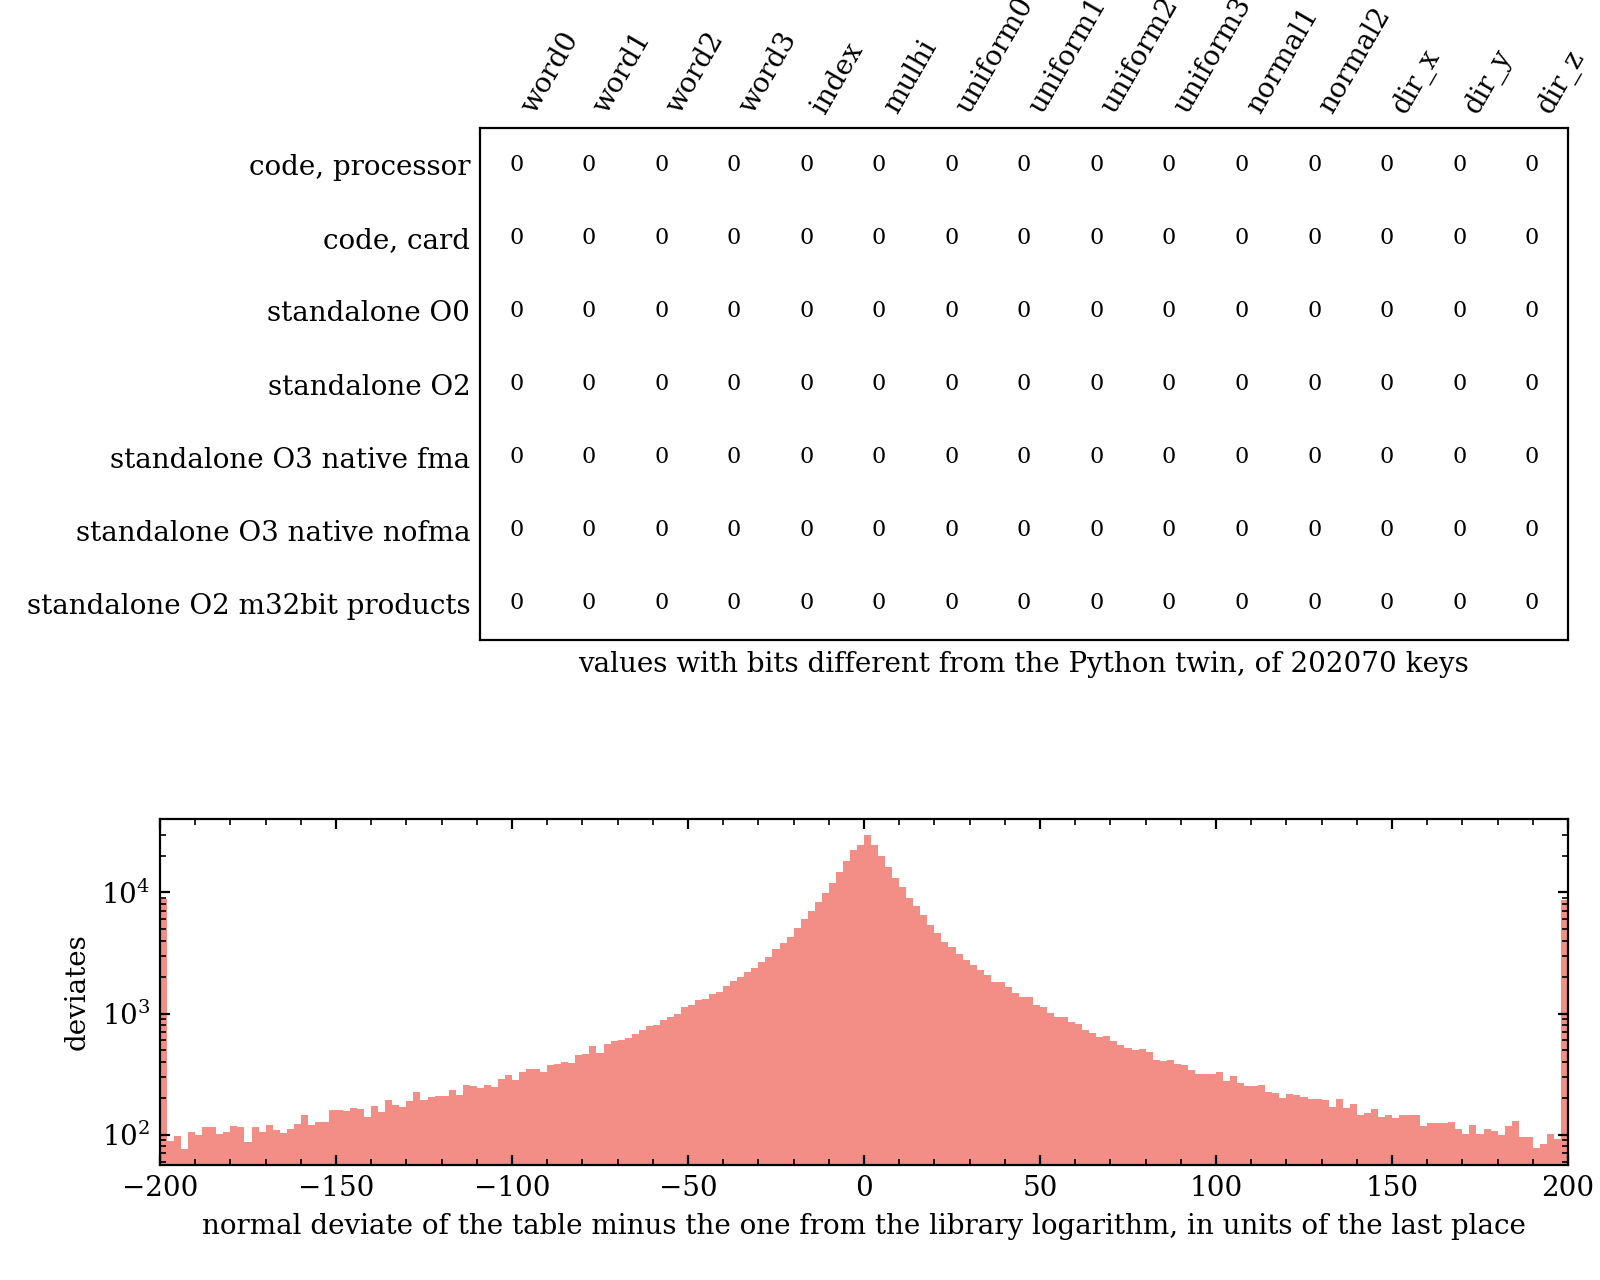 word0 word1 word2 word3 index mulhi uniform0 uniform1 uniform2 uniform3 normal1 normal2 dir_x dir_y dir_z
code, processor 0 0 0 0 0 0 0 0 0 0 0 0 0 0 0
code, card 0 0 0 0 0 0 0 0 0 0 0 0 0 0 0
standalone O0 0 0 0 0 0 0 0 0 0 0 0 0 0 0 0
standalone O2 0 0 0 0 0 0 0 0 0 0 0 0 0 0 0
standalone O3 native fma 0 0 0 0 0 0 0 0 0 0 0 0 0 0 0
standalone O3 native nofma 0 0 0 0 0 0 0 0 0 0 0 0 0 0 0
standalone O2 m32bit products 0 0 0 0 0 0 0 0 0 0 0 0 0 0 0
values with bits different from the Python twin, of 202070 keys
deviates
10⁴
10³
10²
−200 −150 −100 −50 0 50 100 150 200
normal deviate of the table minus the one from the library logarithm, in units of the last place